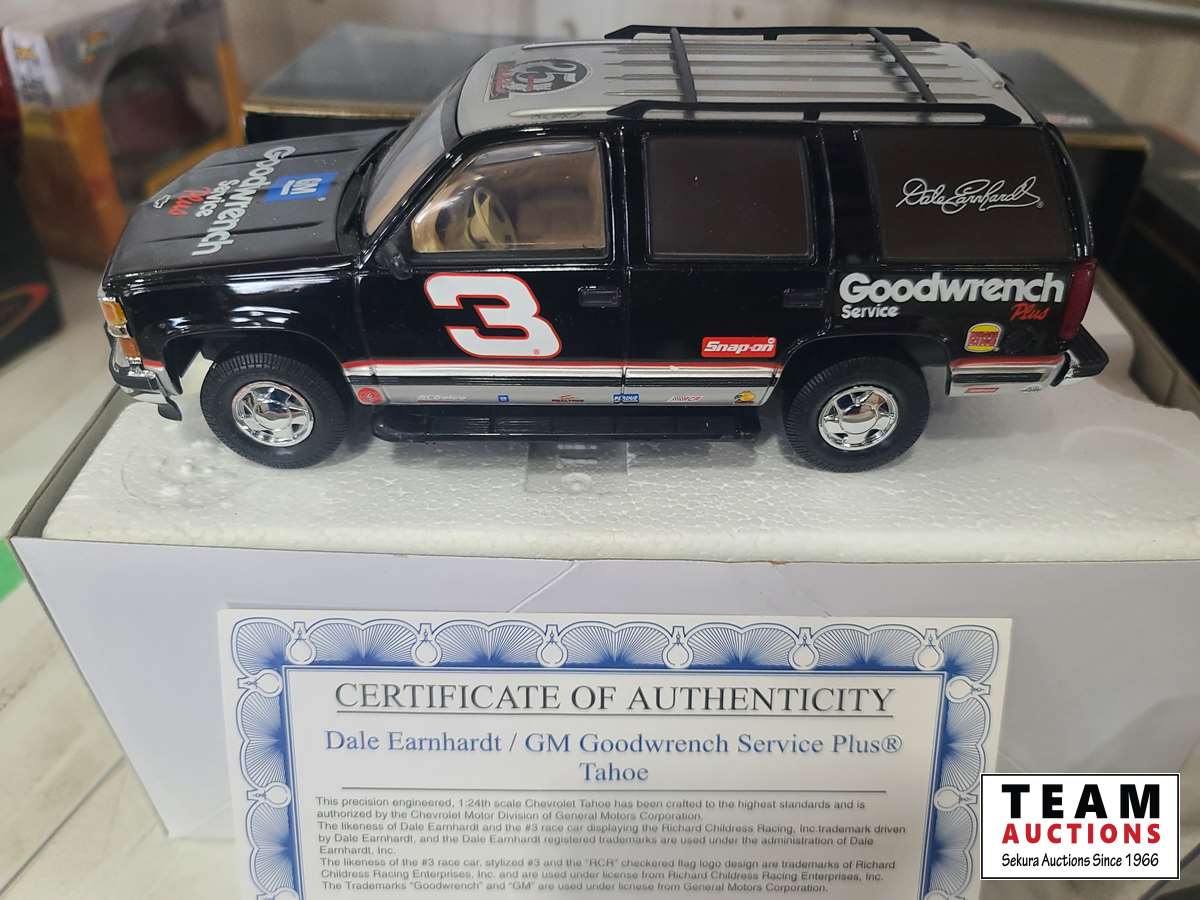 25
GM
Goodwrench
Service
Plus
Dale Earnhardt
3
Snap-on
Goodwrench
Service Plus
ACDelco
CERTIFICATE OF AUTHENTICITY
Dale Earnhardt / GM Goodwrench Service Plus®
Tahoe
This precision engineered, 1:24th scale Chevrolet Tahoe has been crafted to the highest standards and is
authorized by the Chevrolet Motor Division of General Motors Corporation.
The likeness of Dale Earnhardt and the #3 race car displaying the Richard Childress Racing, Inc.trademark driven
by Dale Earnhardt, and the Dale Earnhardt registered trademarks are used under the administration of Dale
Earnhardt, Inc.
The likeness of the #3 race car, stylized #3 and the "RCR" checkered flag logo design are trademarks of Richard
Childress Racing Enterprises, Inc. and are used under license from Richard Childress Racing Enterprises, Inc.
The Trademarks "Goodwrench" and "GM" are used under license from General Motors Corporation.
TEAM
AUCTIONS
Sekura Auctions Since 1966